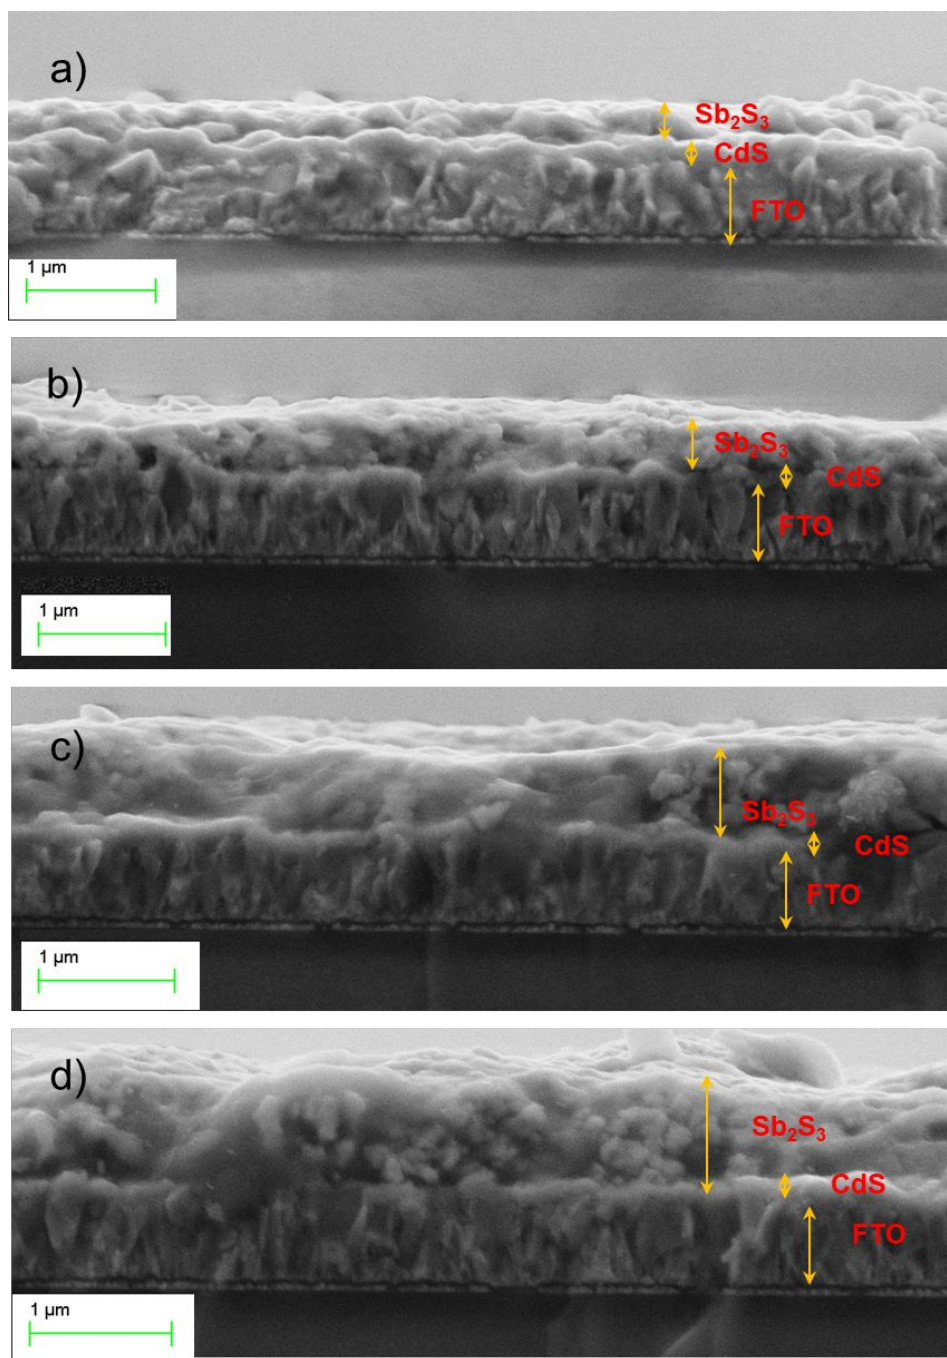 a)
Sb₂S₃
CdS
FTO
1 µm
b)
Sb₂S₃
CdS
FTO
1 µm
c)
Sb₂S₃
CdS
FTO
1 µm
d)
Sb₂S₃
CdS
FTO
1 µm